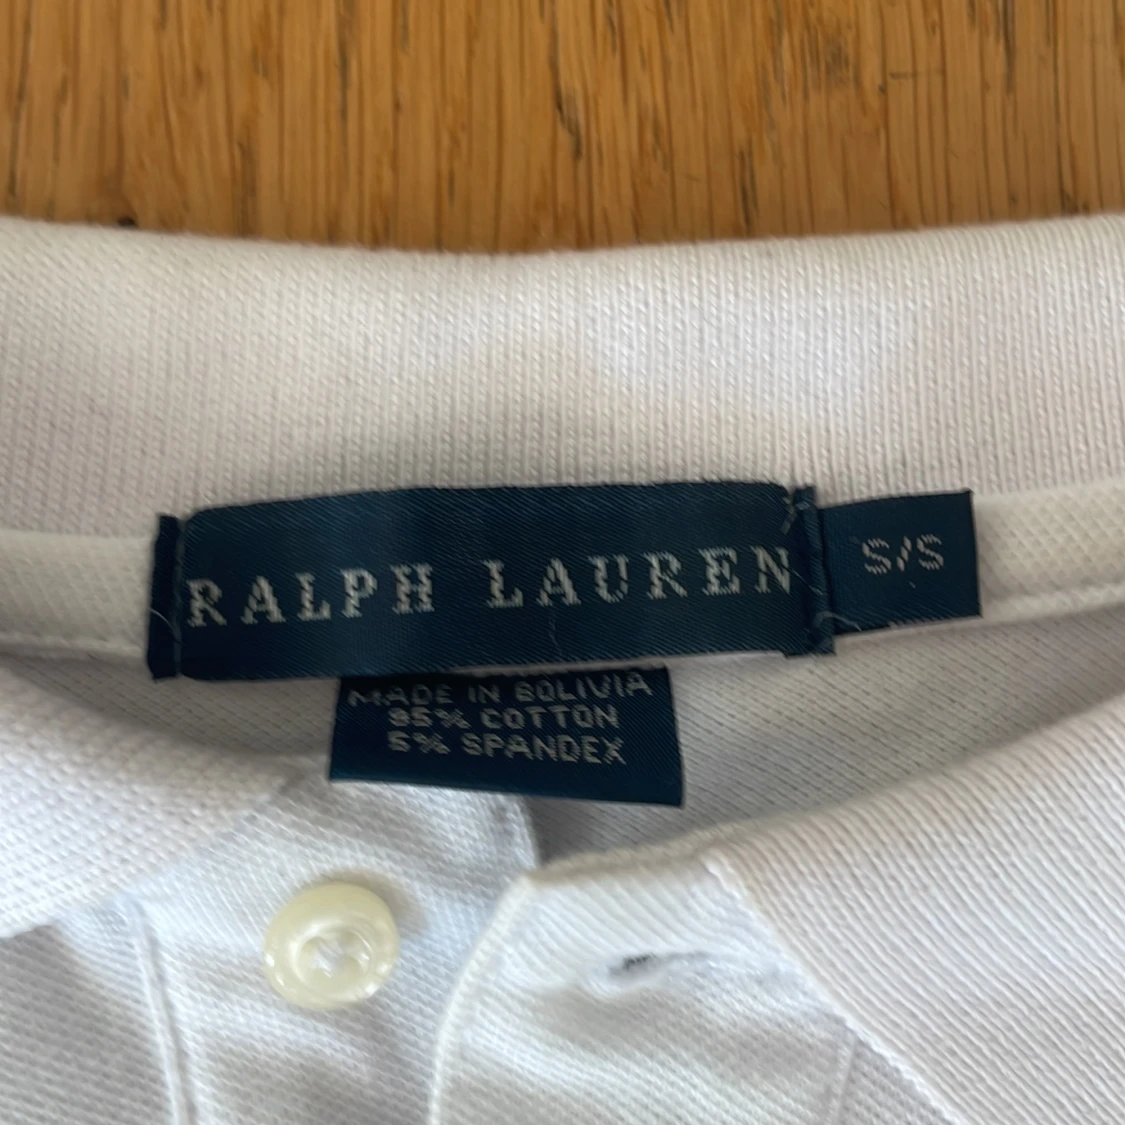 RALPH LAUREN
S/S
MADE IN BOLIVIA
95% COTTON
5% SPANDEX